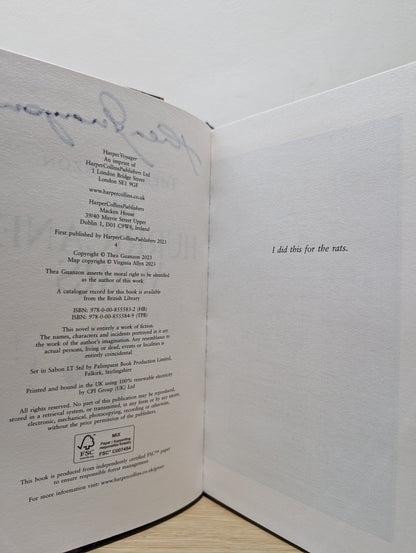 HarperVoyager
An imprint of
HarperCollinsPublishers Ltd
1 London Bridge Street
London SE1 9GF
www.harpercollins.co.uk
HarperCollinsPublishers
Macken House
39/40 Mayor Street Upper
Dublin 1, D01 C9W8, Ireland
First published by HarperCollinsPublishers 2023
4
Copyright © Thea Guanzon 2023
Map copyright © Virginia Allyn 2023
Thea Guanzon asserts the moral right to be identified
as the author of this work
A catalogue record for this book is available
from the British Library
ISBN: 978-0-00-855583-2 (HB)
ISBN: 978-0-00-855584-9 (TPB)
This novel is entirely a work of fiction.
The names, characters and incidents portrayed in it are
the work of the author's imagination. Any resemblance to
actual persons, living or dead, events or localities is
entirely coincidental.
Set in Sabon LT Std by Palimpsest Book Production Limited,
Falkirk, Stirlingshire
Printed and bound in the UK using 100% renewable electricity
by CPI Group (UK) Ltd
All rights reserved. No part of this publication may be reproduced,
stored in a retrieval system, or transmitted, in any form or by any means,
electronic, mechanical, photocopying, recording or otherwise,
without the prior permission of the publishers.
FSC
www.fsc.org
MIX
Paper | Supporting
responsible forestry
FSC™ C007454
This book is produced from independently certified FSC™ paper
to ensure responsible forest management.
For more information visit: www.harpercollins.co.uk/green
I did this for the rats.